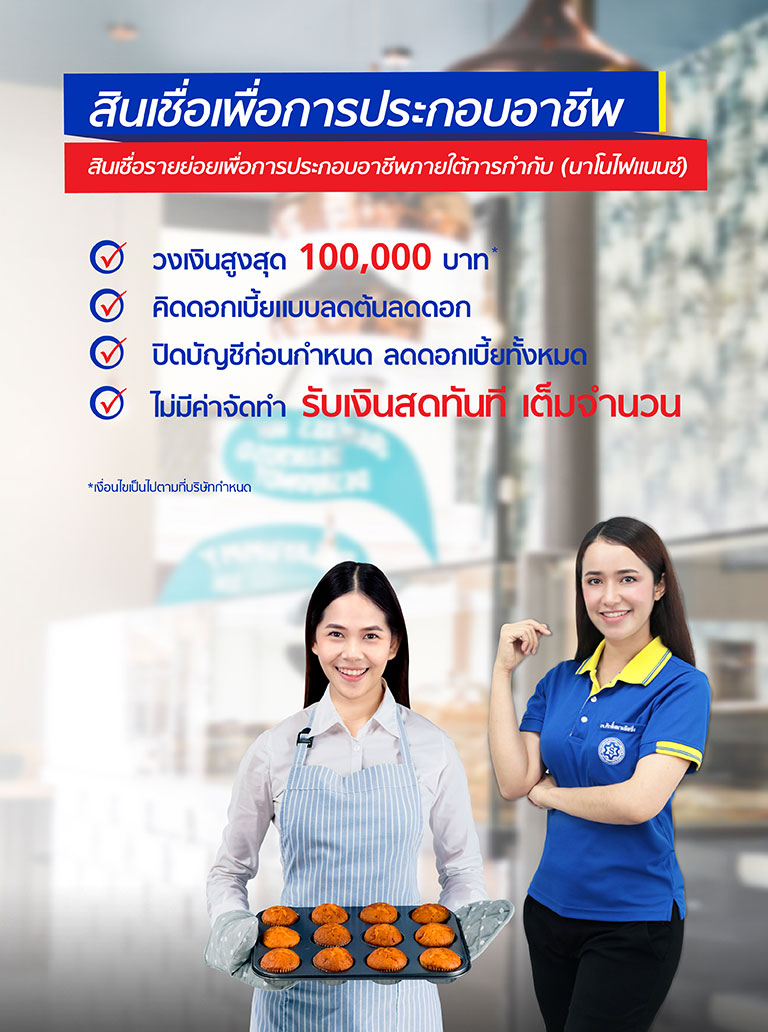 สินเชื่อเพื่อการประกอบอาชีพ
สินเชื่อรายย่อยเพื่อการประกอบอาชีพภายใต้การกำกับ (นาโนไฟแนนซ์)
วงเงินสูงสุด 100,000 บาท*
คิดดอกเบี้ยแบบลดต้นลดดอก
ปิดบัญชีก่อนกำหนด ลดดอกเบี้ยทั้งหมด
ไม่มีค่าจัดทำ รับเงินสดทันที เต็มจำนวน
*เงื่อนไขเป็นไปตามที่บริษัทกำหนด